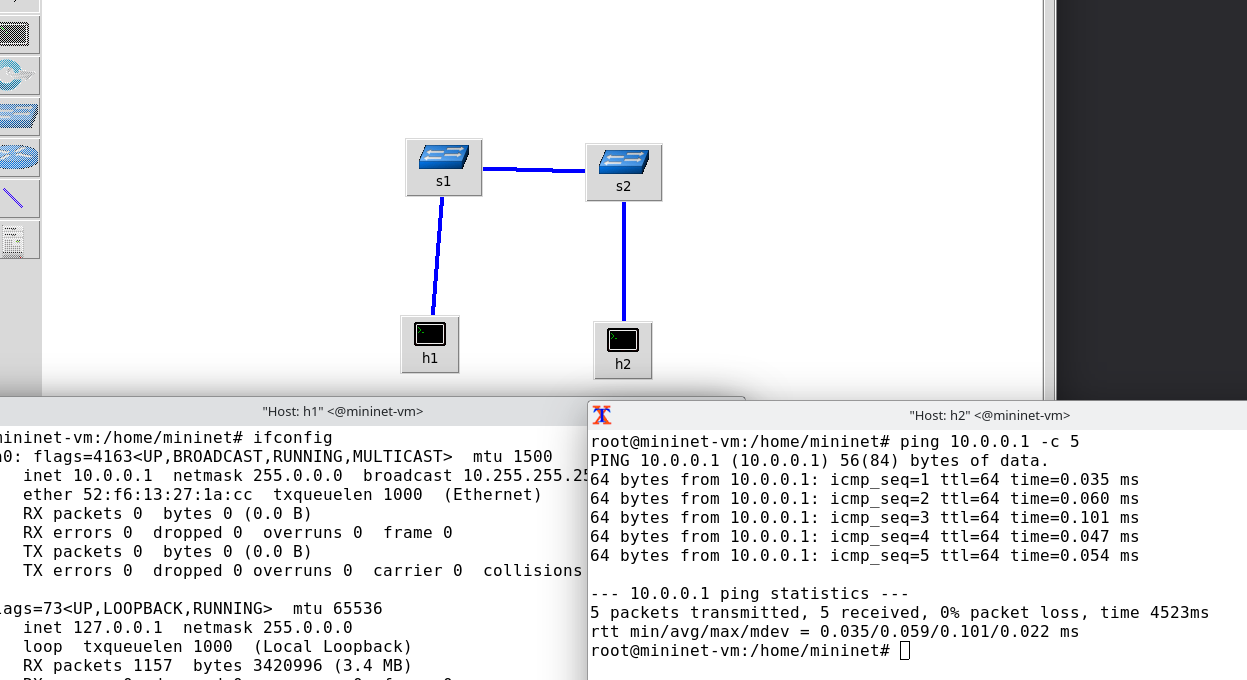 s1
s2
h1
h2
"Host: h1" <@mininet-vm>
mininet-vm:/home/mininet# ifconfig
0: flags=4163<UP,BROADCAST,RUNNING,MULTICAST> mtu 1500
inet 10.0.0.1 netmask 255.0.0.0 broadcast 10.255.255.25
ether 52:f6:13:27:1a:cc txqueuelen 1000 (Ethernet)
RX packets 0 bytes 0 (0.0 B)
RX errors 0 dropped 0 overruns 0 frame 0
TX packets 0 bytes 0 (0.0 B)
TX errors 0 dropped 0 overruns 0 carrier 0 collisions
ags=73<UP,LOOPBACK,RUNNING> mtu 65536
inet 127.0.0.1 netmask 255.0.0.0
loop txqueuelen 1000 (Local Loopback)
RX packets 1157 bytes 3420996 (3.4 MB)
"Host: h2" <@mininet-vm>
root@mininet-vm:/home/mininet# ping 10.0.0.1 -c 5
PING 10.0.0.1 (10.0.0.1) 56(84) bytes of data.
64 bytes from 10.0.0.1: icmp_seq=1 ttl=64 time=0.035 ms
64 bytes from 10.0.0.1: icmp_seq=2 ttl=64 time=0.060 ms
64 bytes from 10.0.0.1: icmp_seq=3 ttl=64 time=0.101 ms
64 bytes from 10.0.0.1: icmp_seq=4 ttl=64 time=0.047 ms
64 bytes from 10.0.0.1: icmp_seq=5 ttl=64 time=0.054 ms
--- 10.0.0.1 ping statistics ---
5 packets transmitted, 5 received, 0% packet loss, time 4523ms
rtt min/avg/max/mdev = 0.035/0.059/0.101/0.022 ms
root@mininet-vm:/home/mininet#